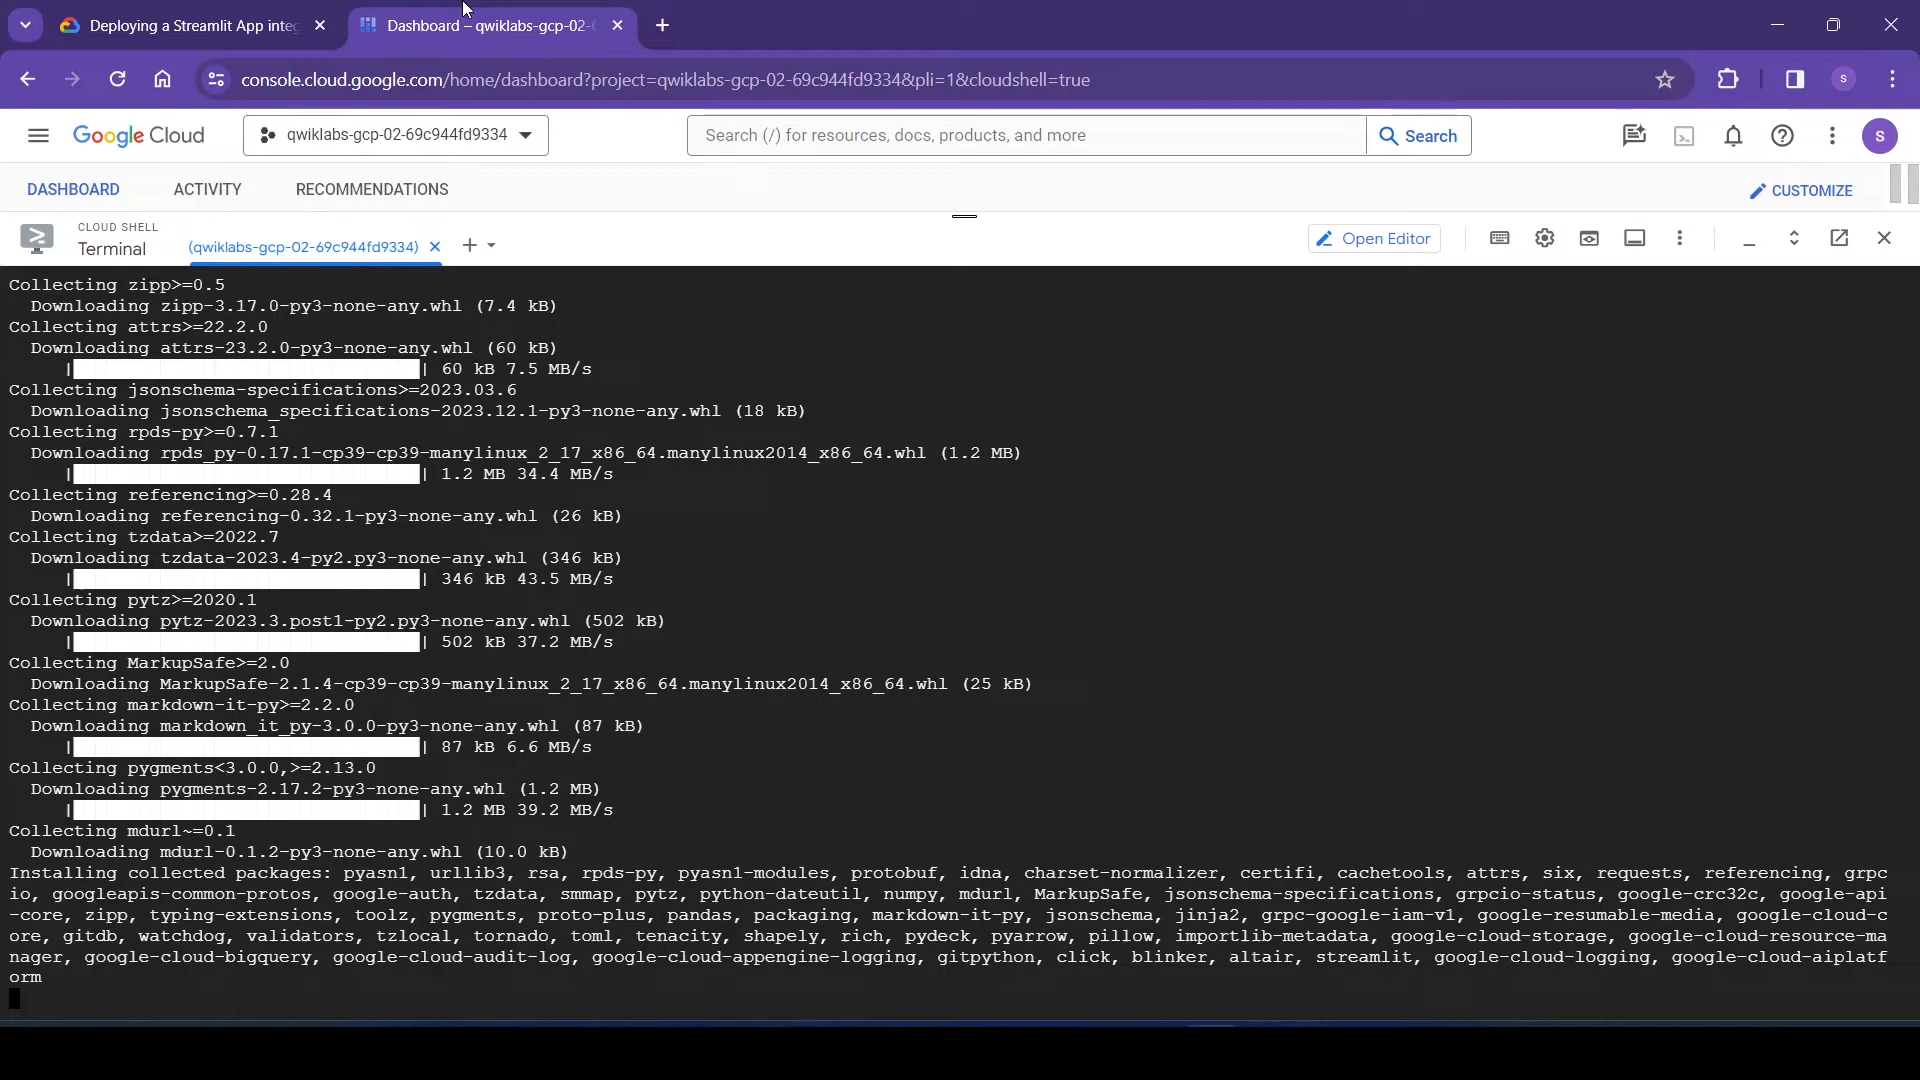 Deploying a Streamlit App inte
Dashboard – qwiklabs-gcp-02-
console.cloud.google.com/home/dashboard?project=qwiklabs-gcp-02-69c944fd9334&pli=1&cloudshell=true
S
Google Cloud
qwiklabs-gcp-02-69c944fd9334
Search (/) for resources, docs, products, and more
Search
S
DASHBOARD
ACTIVITY
RECOMMENDATIONS
CUSTOMIZE
CLOUD SHELL
Terminal
(qwiklabs-gcp-02-69c944fd9334)
Open Editor
Collecting zipp>=0.5
Downloading zipp-3.17.0-py3-none-any.whl (7.4 kB)
Collecting attrs>=22.2.0
Downloading attrs-23.2.0-py3-none-any.whl (60 kB)
| | 60 kB 7.5 MB/s
Collecting jsonschema-specifications>=2023.03.6
Downloading jsonschema_specifications-2023.12.1-py3-none-any.whl (18 kB)
Collecting rpds-py>=0.7.1
Downloading rpds_py-0.17.1-cp39-cp39-manylinux_2_17_x86_64.manylinux2014_x86_64.whl (1.2 MB)
| | 1.2 MB 34.4 MB/s
Collecting referencing>=0.28.4
Downloading referencing-0.32.1-py3-none-any.whl (26 kB)
Collecting tzdata>=2022.7
Downloading tzdata-2023.4-py2.py3-none-any.whl (346 kB)
| | 346 kB 43.5 MB/s
Collecting pytz>=2020.1
Downloading pytz-2023.3.post1-py2.py3-none-any.whl (502 kB)
| | 502 kB 37.2 MB/s
Collecting MarkupSafe>=2.0
Downloading MarkupSafe-2.1.4-cp39-cp39-manylinux_2_17_x86_64.manylinux2014_x86_64.whl (25 kB)
Collecting markdown-it-py>=2.2.0
Downloading markdown_it_py-3.0.0-py3-none-any.whl (87 kB)
| | 87 kB 6.6 MB/s
Collecting pygments<3.0.0,>=2.13.0
Downloading pygments-2.17.2-py3-none-any.whl (1.2 MB)
| | 1.2 MB 39.2 MB/s
Collecting mdurl~=0.1
Downloading mdurl-0.1.2-py3-none-any.whl (10.0 kB)
Installing collected packages: pyasn1, urllib3, rsa, rpds-py, pyasn1-modules, protobuf, idna, charset-normalizer, certifi, cachetools, attrs, six, requests, referencing, grpc
io, googleapis-common-protos, google-auth, tzdata, smmap, pytz, python-dateutil, numpy, mdurl, MarkupSafe, jsonschema-specifications, grpcio-status, google-crc32c, google-api
-core, zipp, typing-extensions, toolz, pygments, proto-plus, pandas, packaging, markdown-it-py, jsonschema, jinja2, grpc-google-iam-v1, google-resumable-media, google-cloud-c
ore, gitdb, watchdog, validators, tzlocal, tornado, toml, tenacity, shapely, rich, pydeck, pyarrow, pillow, importlib-metadata, google-cloud-storage, google-cloud-resource-ma
nager, google-cloud-bigquery, google-cloud-audit-log, google-cloud-appengine-logging, gitpython, click, blinker, altair, streamlit, google-cloud-logging, google-cloud-aiplatf
orm